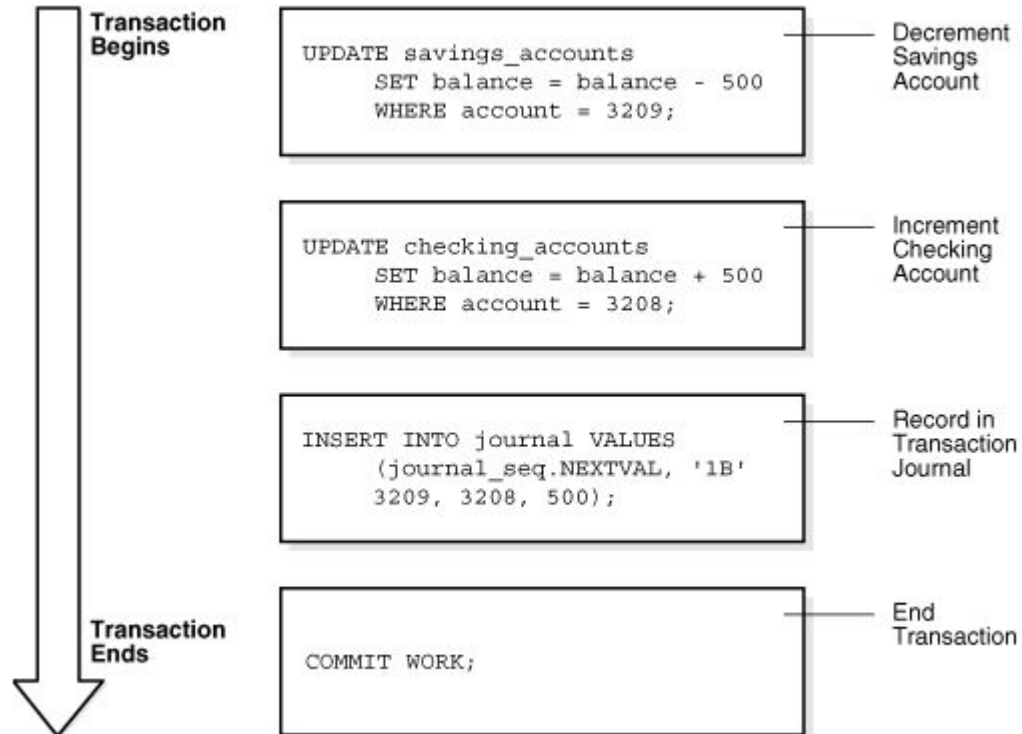 Transaction
Begins
UPDATE savings_accounts
SET balance = balance - 500
WHERE account = 3209;
Decrement
Savings
Account
UPDATE checking_accounts
SET balance = balance + 500
WHERE account = 3208;
Increment
Checking
Account
INSERT INTO journal VALUES
(journal_seq.NEXTVAL, '1B'
3209, 3208, 500);
Record in
Transaction
Journal
Transaction
Ends
COMMIT WORK;
End
Transaction